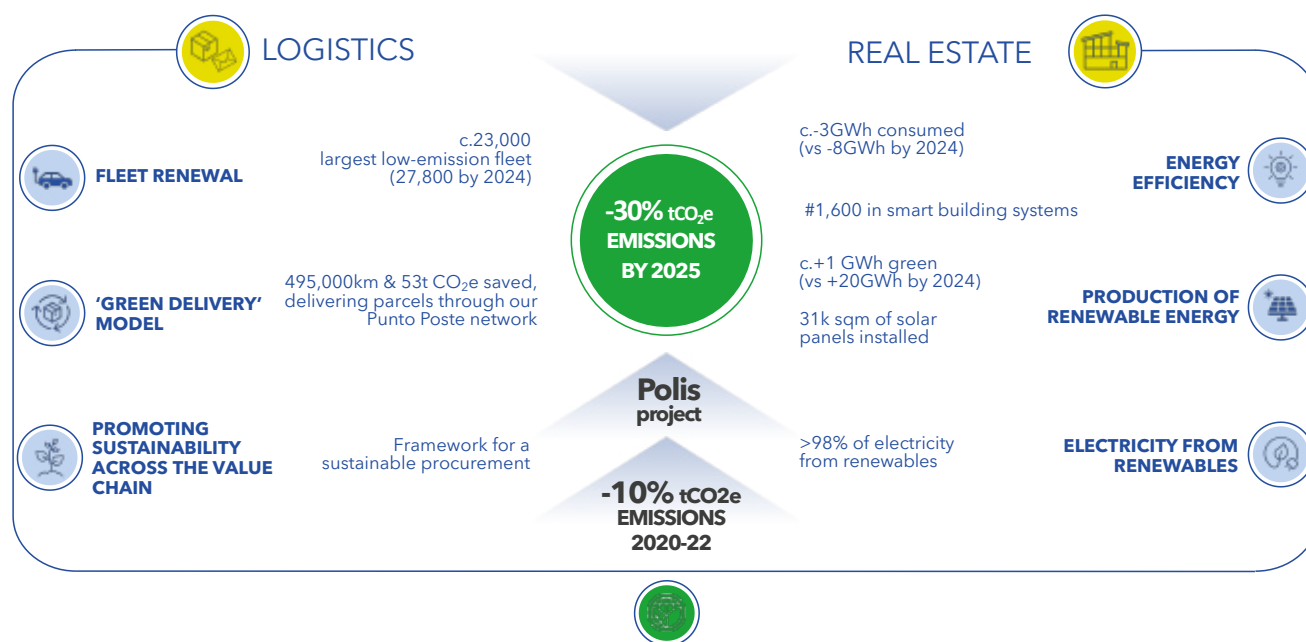 LOGISTICS
FLEET RENEWAL
c.23,000
largest low-emission fleet
(27,800 by 2024)
‘GREEN DELIVERY’
MODEL
495,000km & 53t CO₂e saved,
delivering parcels through our
Punto Poste network
PROMOTING
SUSTAINABILITY
ACROSS THE VALUE
CHAIN
Framework for a
sustainable procurement
-30% tCO₂e
EMISSIONS
BY 2025
Polis
project
-10% tCO2e
EMISSIONS
2020-22
REAL ESTATE
c.-3GWh consumed
(vs -8GWh by 2024)
#1,600 in smart building systems
ENERGY
EFFICIENCY
c.+1 GWh green
(vs +20GWh by 2024)
31k sqm of solar
panels installed
PRODUCTION OF
RENEWABLE ENERGY
>98% of electricity
from renewables
ELECTRICITY FROM
RENEWABLES